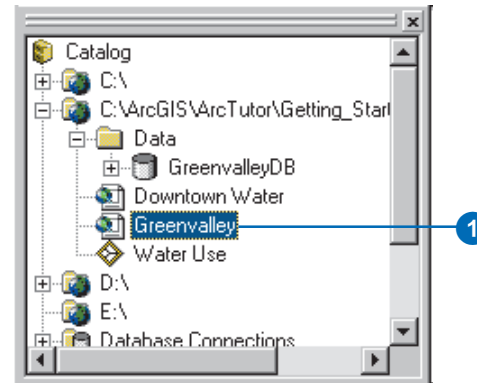 Catalog
C:\
C:\ArcGIS\ArcTutor\Getting_Start
Data
GreenvalleyDB
Downtown Water
Greenvalley
1
Water Use
D:\
E:\
Database Connections